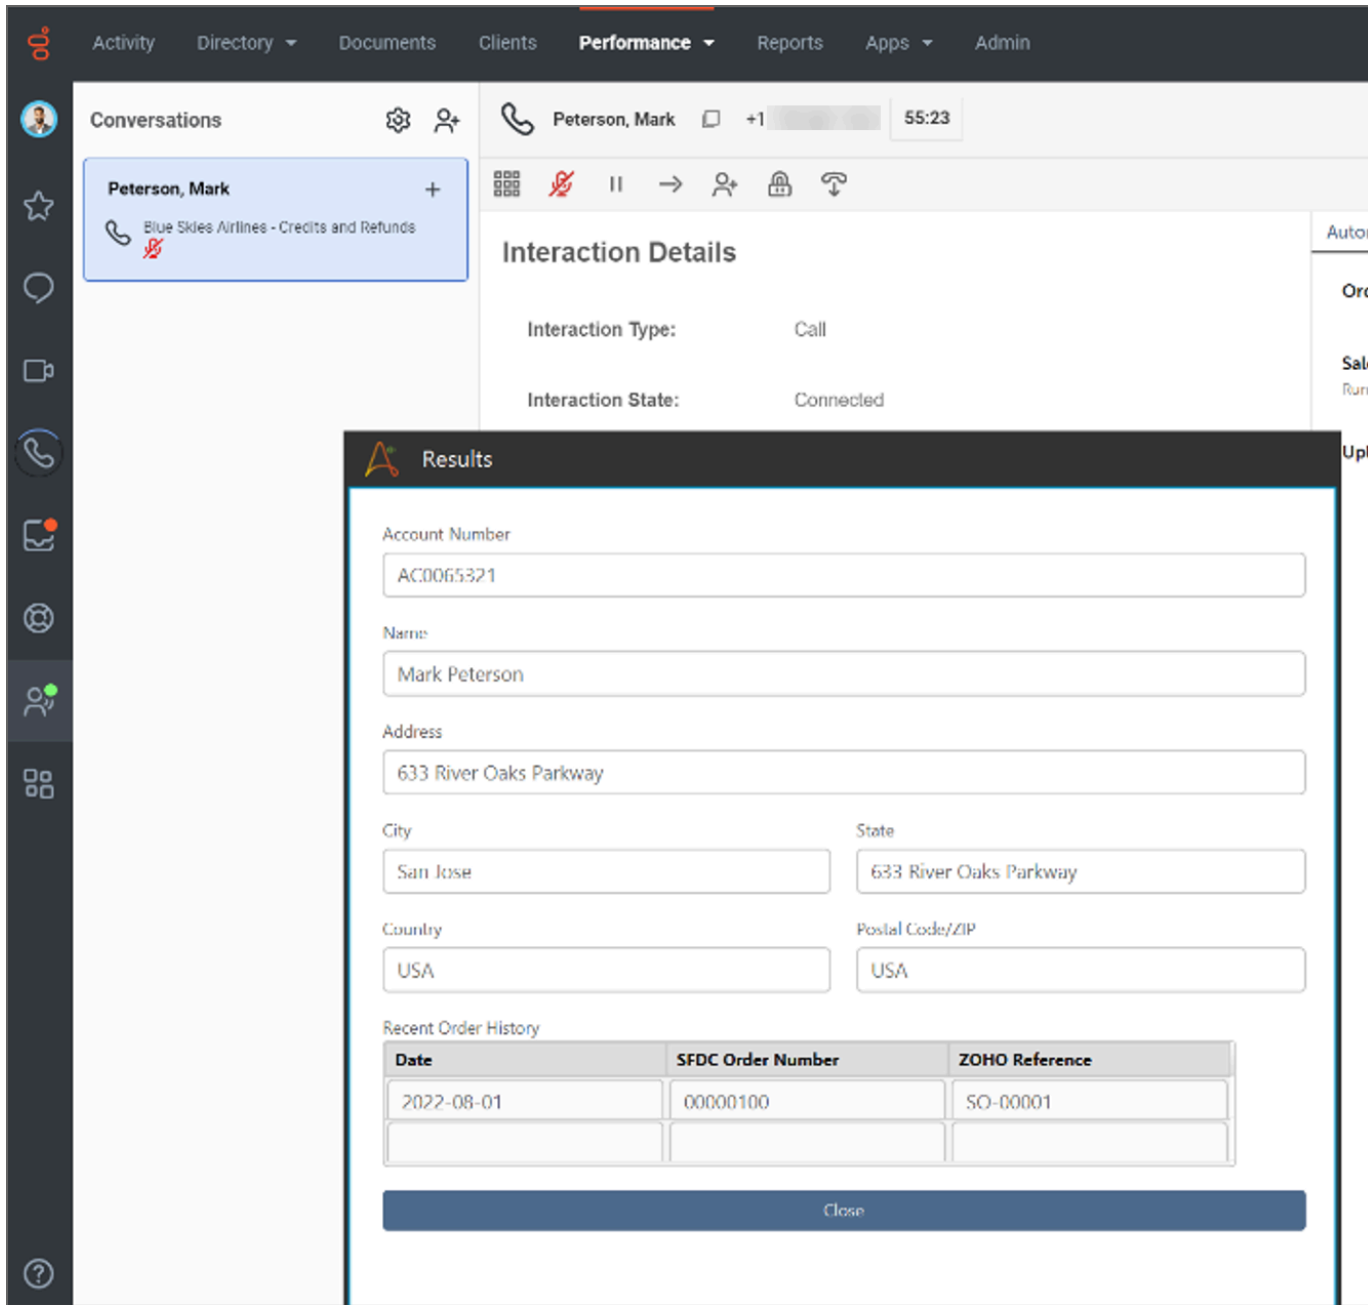 Activity Directory Documents Clients Performance Reports Apps Admin
Conversations
Peterson, Mark +1 55:23
Peterson, Mark
Blue Skies Airlines - Credits and Refunds
Interaction Details
Interaction Type: Call
Interaction State: Connected
Results
Account Number
AC0065321
Name
Mark Peterson
Address
633 River Oaks Parkway
City State
San Jose 633 River Oaks Parkway
Country Postal Code/ZIP
USA USA
Recent Order History
Date SFDC Order Number ZOHO Reference
2022-08-01 00000100 SO-00001
Close